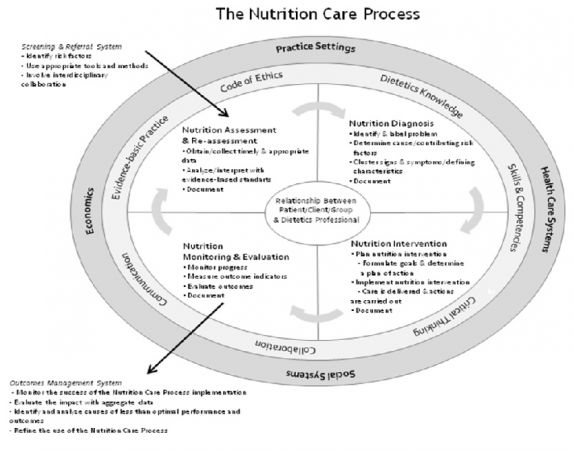 The Nutrition Care Process
Screening & Referral System
• Identify risk factors
• Use appropriate tools and methods
• Involve interdisciplinary
collaboration
Practice Settings
Code of Ethics
Dietetics Knowledge
Evidence-basic Practice
Skills & Competencies
Economics
Health Care Systems
Nutrition Assessment
& Re-assessment
• Obtain/collect timely & appropriate
data
• Analyze/interpret with
evidence-based standarts
• Document
Nutrition Diagnosis
• Identify & label problem
• Determine cause/contributing risk
factors
• Cluster signs & symptoms/defining
characteristics
• Document
Relationship Between
Patient/Client/Group
& Dietetics Professional
Nutrition
Monitoring & Evaluation
• Monitor progress
• Measure outcome indicators
• Evaluate outcomes
• Document
Nutrition Intervention
• Plan nutrition intervention
- Formulate goals & determine
a plan of action
• Implement nutrition intervention
- Care is delivered & actions
are carried out
• Document
Communication
Critical Thinking
Collaboration
Social Systems
Outcomes Management System
- Monitor the success of the Nutrition Care Process implementation
- Evaluate the impact with aggregate data
- Identify and analyze causes of less than optimal performance and
outcomes
- Refine the use of the Nutrition Care Process